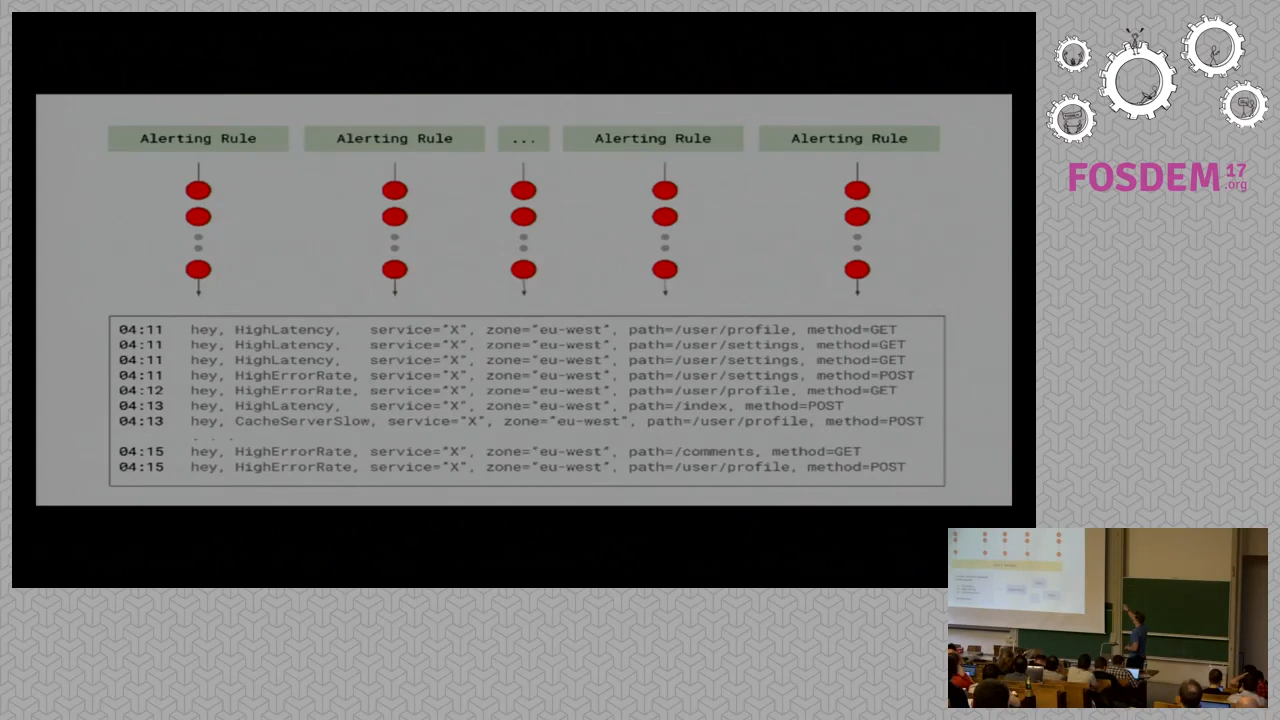 Alerting Rule Alerting Rule ... Alerting Rule Alerting Rule
04:11 hey, HighLatency, service="X", zone="eu-west", path=/user/profile, method=GET
04:11 hey, HighLatency, service="X", zone="eu-west", path=/user/settings, method=GET
04:11 hey, HighLatency, service="X", zone="eu-west", path=/user/settings, method=GET
04:11 hey, HighErrorRate, service="X", zone="eu-west", path=/user/settings, method=POST
04:12 hey, HighErrorRate, service="X", zone="eu-west", path=/user/profile, method=GET
04:13 hey, HighLatency, service="X", zone="eu-west", path=/index, method=POST
04:13 hey, CacheServerSlow, service="X", zone="eu-west", path=/user/profile, method=POST
. . .
04:15 hey, HighErrorRate, service="X", zone="eu-west", path=/comments, method=GET
04:15 hey, HighErrorRate, service="X", zone="eu-west", path=/user/profile, method=POST
FOSDEM 17
.org